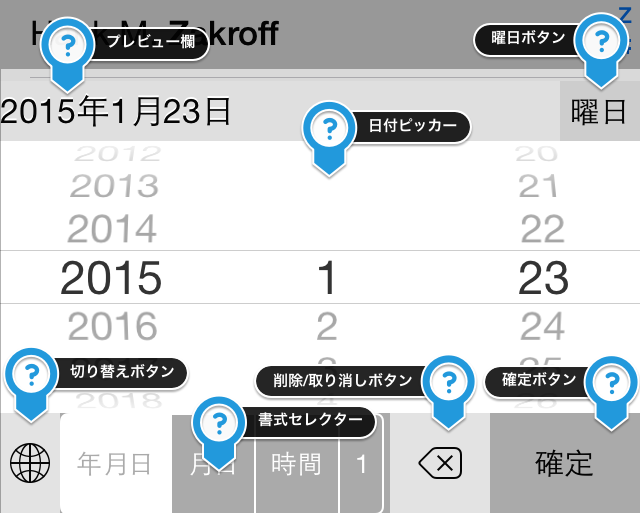 Zakroff
Z
プレビュー欄
曜日ボタン
2015年1月23日
日付ピッカー
曜日
2012 20
2013 21
2014 22
2015 1 23
2016 2 24
切り替えボタン
削除/取り消しボタン
確定ボタン
2018 4 26
書式セレクター
年月日 月日 時間 1 確定